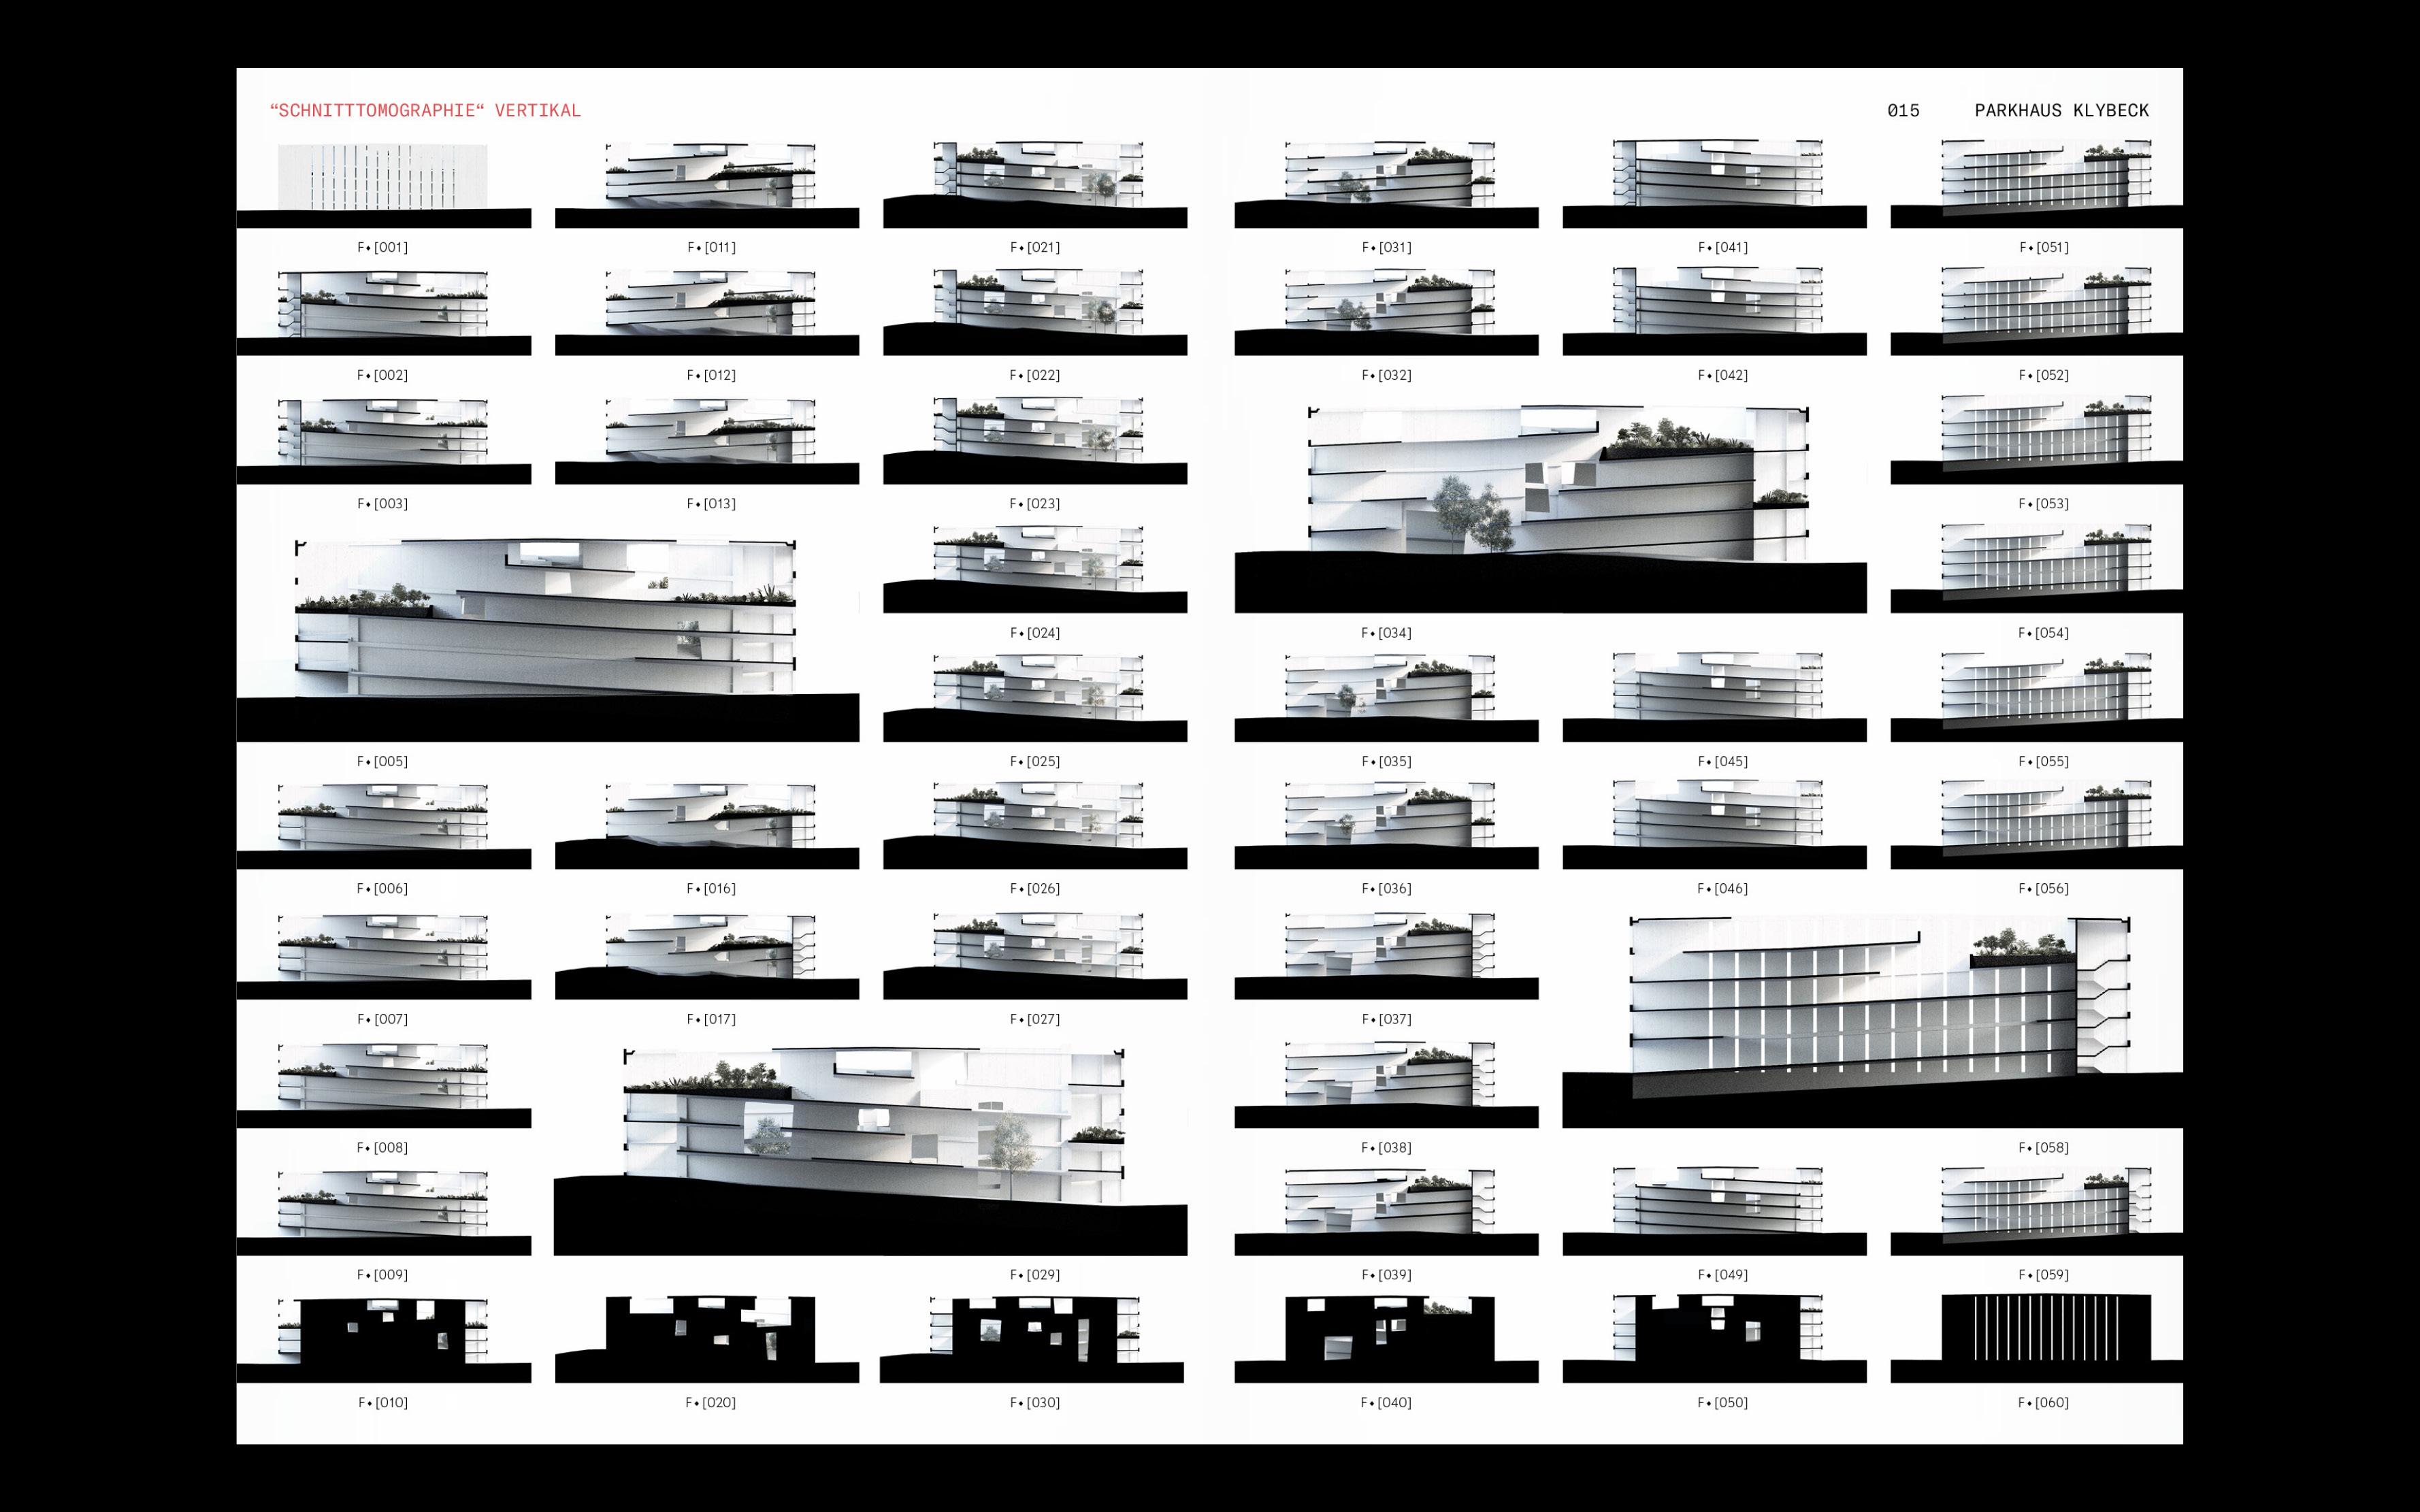 “SCHNITTTOMOGRAPHIE“ VERTIKAL
015 PARKHAUS KLYBECK
F⬧[001] F⬧[011] F⬧[021] F⬧[031] F⬧[041] F⬧[051]
F⬧[002] F⬧[012] F⬧[022] F⬧[032] F⬧[042] F⬧[052]
F⬧[003] F⬧[013] F⬧[023] F⬧[053]
F⬧[024] F⬧[034] F⬧[054]
F⬧[005] F⬧[025] F⬧[035] F⬧[045] F⬧[055]
F⬧[006] F⬧[016] F⬧[026] F⬧[036] F⬧[046] F⬧[056]
F⬧[007] F⬧[017] F⬧[027] F⬧[037]
F⬧[008] F⬧[038] F⬧[058]
F⬧[009] F⬧[029] F⬧[039] F⬧[049] F⬧[059]
F⬧[010] F⬧[020] F⬧[030] F⬧[040] F⬧[050] F⬧[060]